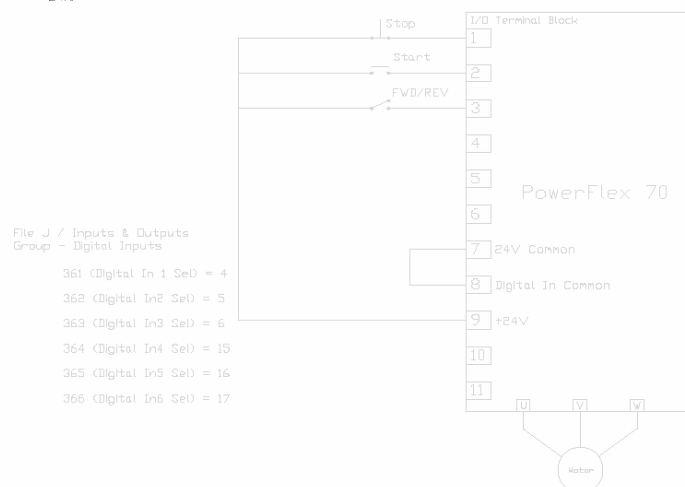 Stop
I/O Terminal Block
1
Start
2
FWD/REV
3
4
5
PowerFlex 70
6
File J / Inputs & Outputs
Group - Digital Inputs
7 24V Common
361 (Digital In 1 Sel) = 4
8 Digital In Common
362 (Digital In2 Sel) = 5
363 (Digital In3 Sel) = 6
9 +24V
364 (Digital In4 Sel) = 15
10
365 (Digital In5 Sel) = 16
11
366 (Digital In6 Sel) = 17
U V W
Motor